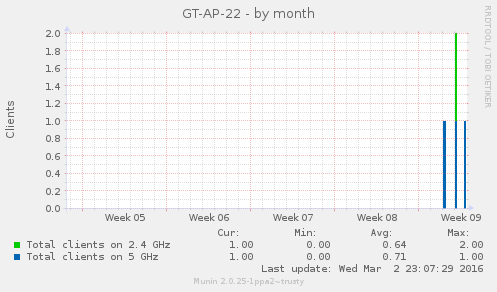 GT-AP-22 - by month
RRDTOOL / TOBI OETIKER
Clients
2.0
1.8
1.6
1.4
1.2
1.0
0.8
0.6
0.4
0.2
0.0
Week 05 Week 06 Week 07 Week 08 Week 09
Cur: Min: Avg: Max:
Total clients on 2.4 GHz 1.00 0.00 0.64 2.00
Total clients on 5 GHz 1.00 0.00 0.71 1.00
Last update: Wed Mar 2 23:07:29 2016
Munin 2.0.25-1ppa2~trusty